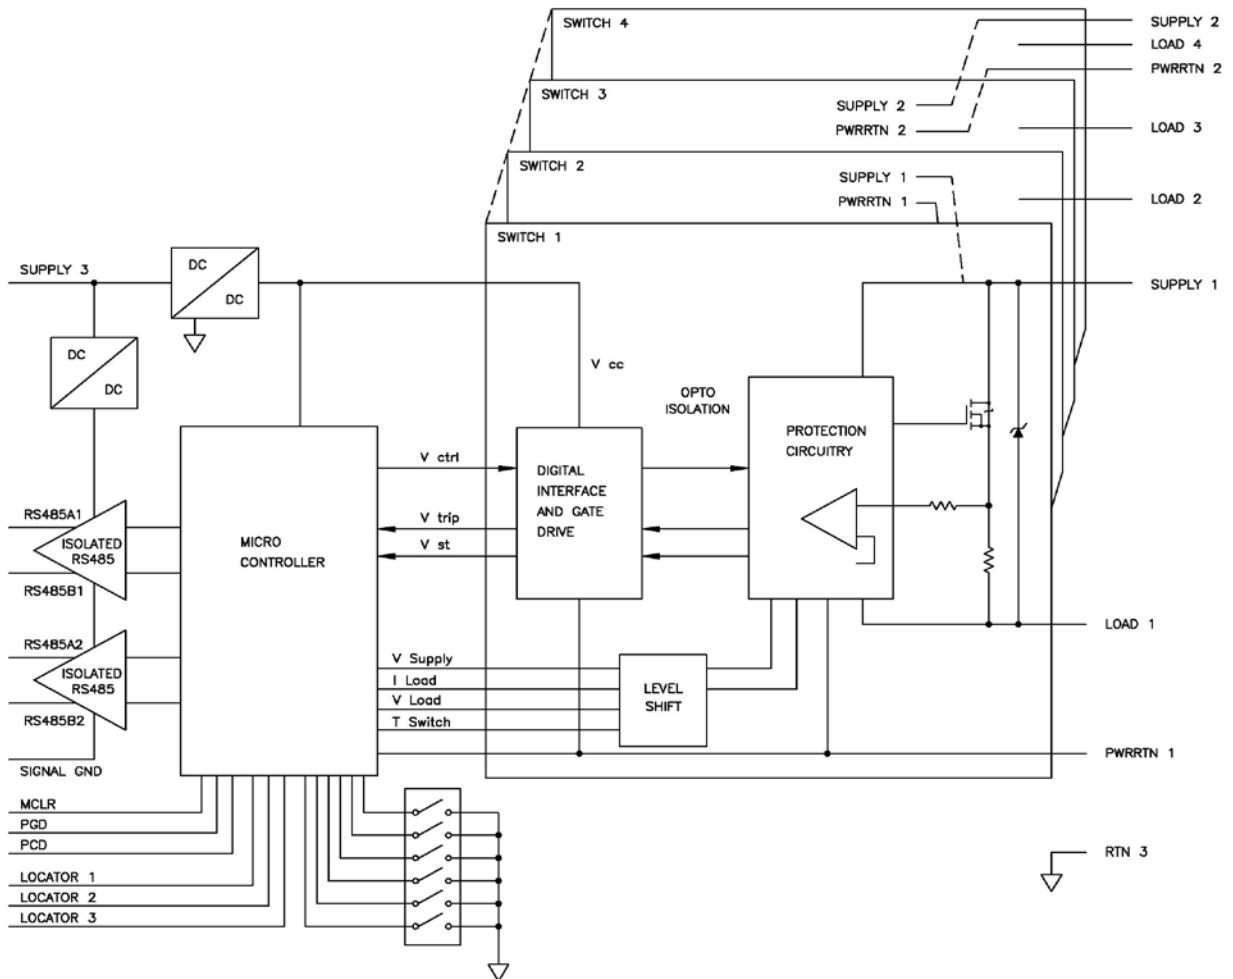 SWITCH 4
SUPPLY 2
LOAD 4
PWRRTN 2
SWITCH 3
SUPPLY 2
PWRRTN 2
LOAD 3
SWITCH 2
SUPPLY 1
PWRRTN 1
LOAD 2
SWITCH 1
SUPPLY 3
DC
DC
SUPPLY 1
DC
DC
V cc
OPTO
ISOLATION
PROTECTION
CIRCUITRY
V ctrl
DIGITAL
INTERFACE
AND GATE
DRIVE
RS485A1
ISOLATED
RS485
RS485B1
MICRO
CONTROLLER
V trip
V st
RS485A2
ISOLATED
RS485
RS485B2
LOAD 1
V Supply
I Load
V Load
T Switch
LEVEL
SHIFT
SIGNAL GND
PWRRTN 1
MCLR
PGD
PCD
LOCATOR 1
LOCATOR 2
LOCATOR 3
RTN 3